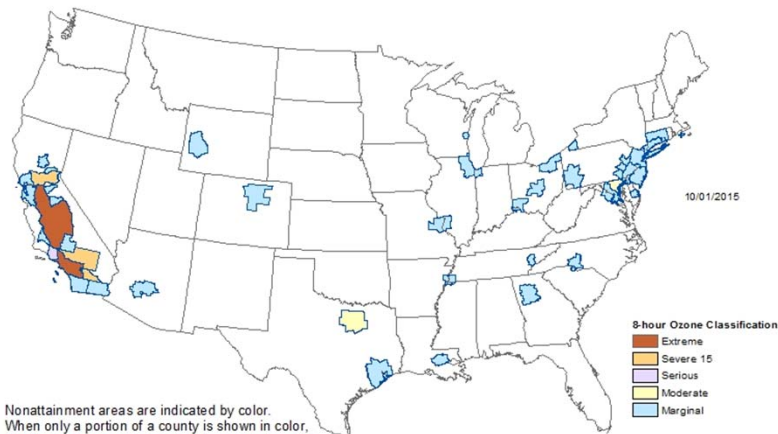 10/01/2015
8-hour Ozone Classification
Extreme
Severe 15
Serious
Moderate
Marginal
Nonattainment areas are indicated by color.
When only a portion of a county is shown in color,